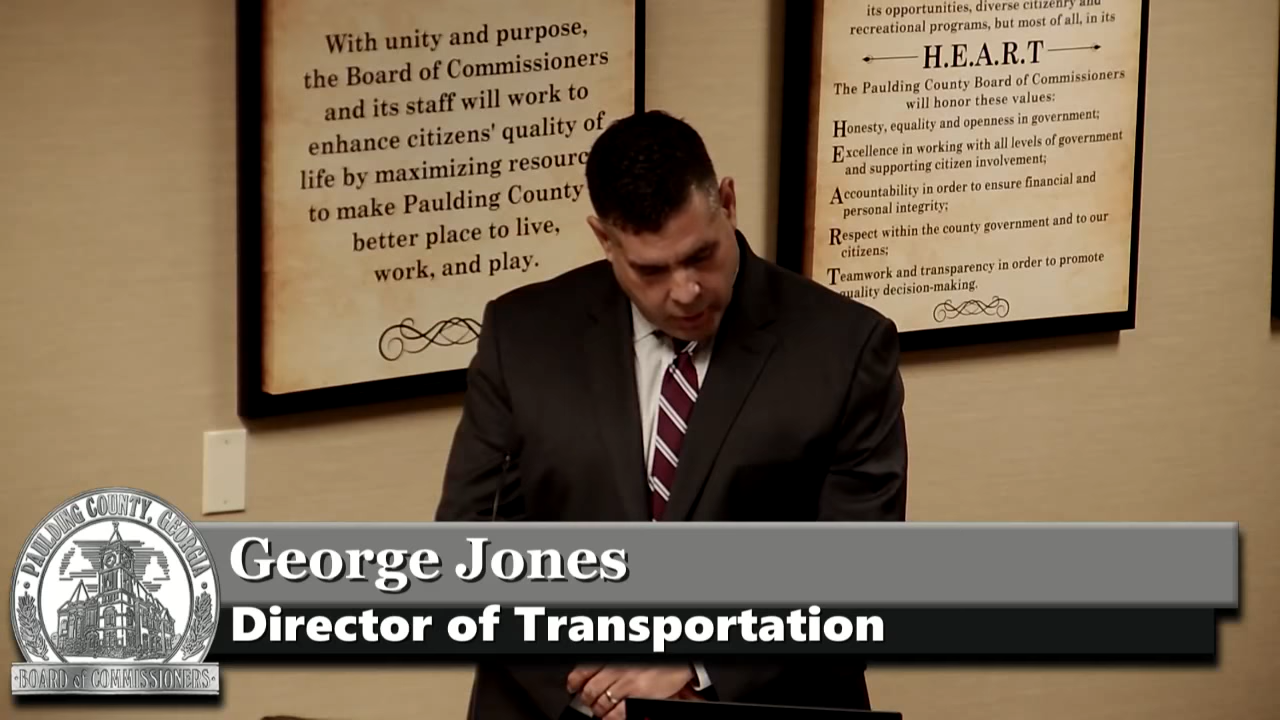 With unity and purpose,
the Board of Commissioners
and its staff will work to
enhance citizens' quality of
life by maximizing resourc
to make Paulding County
better place to live,
work, and play.
its opportunities, diverse citizenry and
recreational programs, but most of all, in its
H.E.A.R.T
The Paulding County Board of Commissioners
will honor these values:
Honesty, equality and openness in government;
Excellence in working with all levels of government
and supporting citizen involvement;
Accountability in order to ensure financial and
personal integrity;
Respect within the county government and to our
citizens;
Teamwork and transparency in order to promote
quality decision-making.
PAULDING COUNTY, GEORGIA
BOARD of COMMISSIONERS
George Jones
Director of Transportation